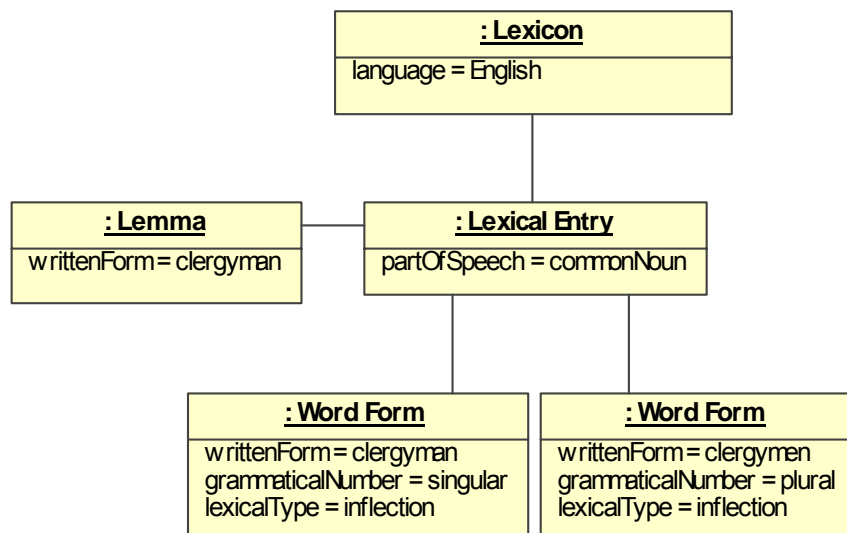 : Lexicon
language = English
: Lemma
writtenForm = clergyman
: Lexical Entry
partOfSpeech = commonNoun
: Word Form
writtenForm = clergyman
grammaticalNumber = singular
lexicalType = inflection
: Word Form
writtenForm = clergymen
grammaticalNumber = plural
lexicalType = inflection